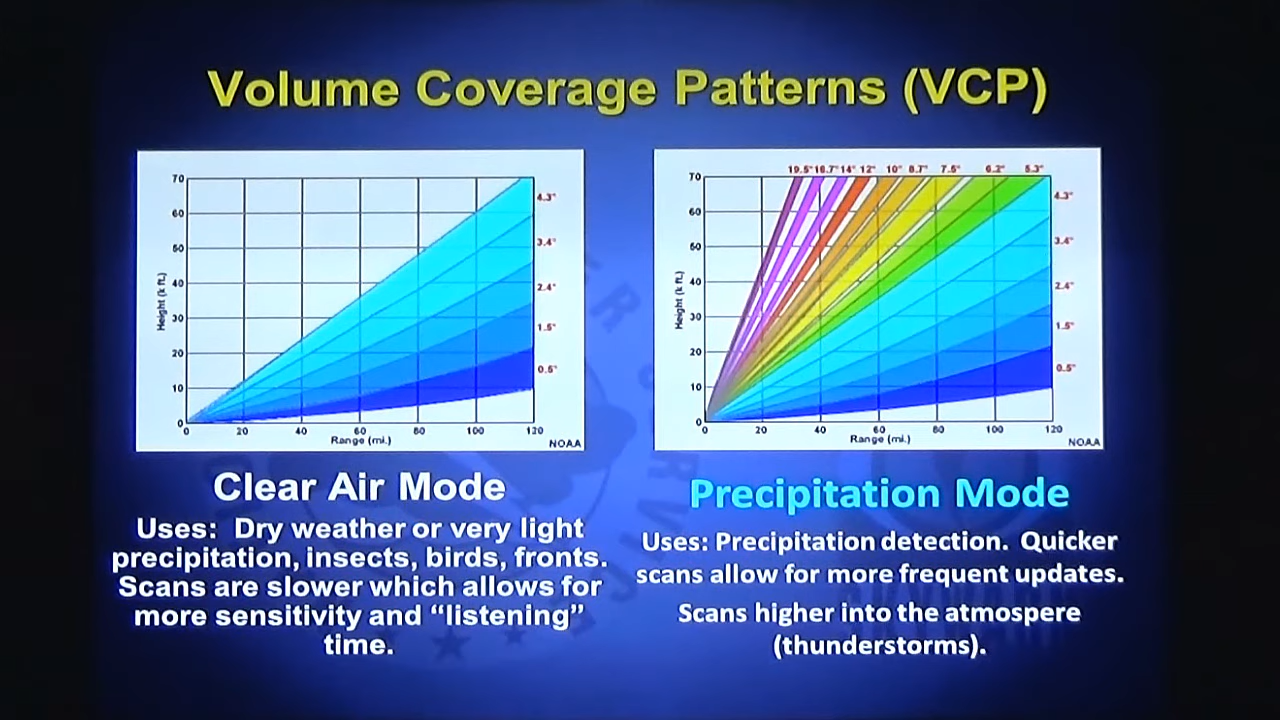 Volume Coverage Patterns (VCP)
70
60
50
40
30
20
10
0
Height (k ft.)
4.3°
3.4°
2.4°
1.5°
0.5°
0 20 40 60 80 100 120
Range (mi.)
NOAA
19.5° 16.7° 14° 12° 10° 8.7° 7.5° 6.2° 5.3°
70
60
50
40
30
20
10
0
Height (k ft.)
4.3°
3.4°
2.4°
1.5°
0.5°
0 20 40 60 80 100 120
Range (mi.)
NOAA
Clear Air Mode
Uses: Dry weather or very light
precipitation, insects, birds, fronts.
Scans are slower which allows for
more sensitivity and “listening”
time.
Precipitation Mode
Uses: Precipitation detection. Quicker
scans allow for more frequent updates.
Scans higher into the atmospere
(thunderstorms).